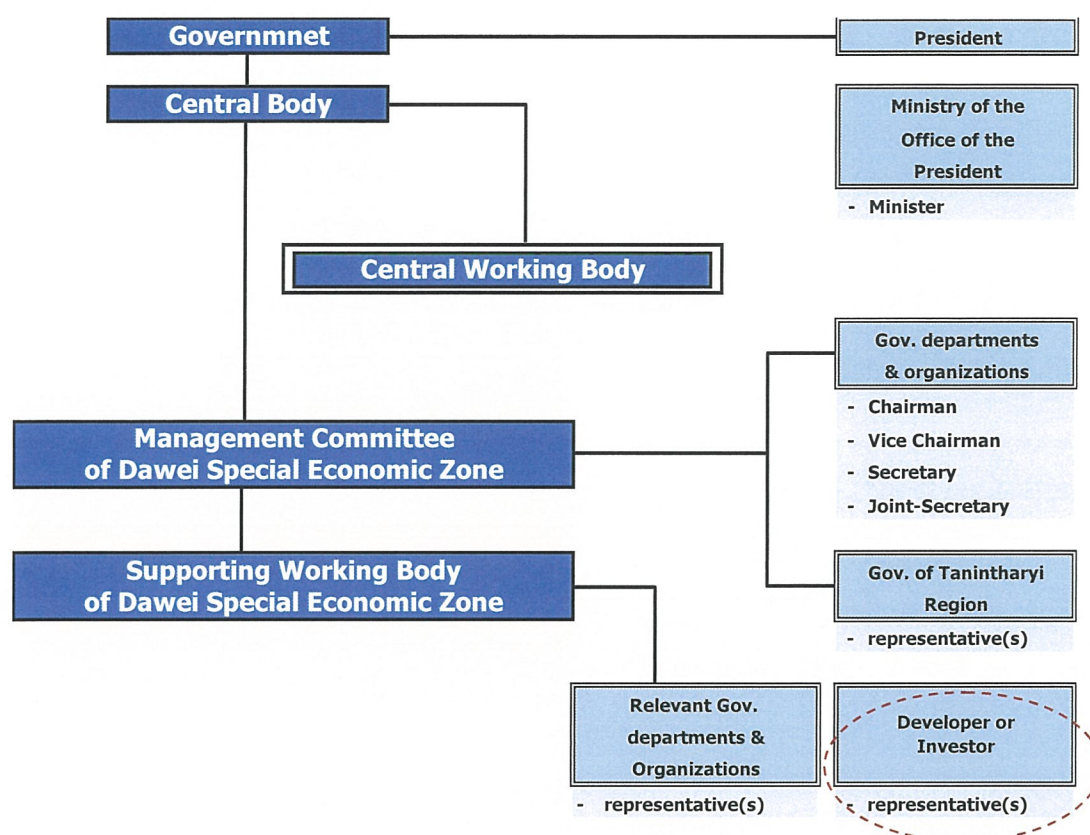 Governmnet
President
Central Body
Ministry of the
Office of the
President
- Minister
Central Working Body
Gov. departments
& organizations
- Chairman
- Vice Chairman
- Secretary
- Joint-Secretary
Management Committee
of Dawei Special Economic Zone
Supporting Working Body
of Dawei Special Economic Zone
Gov. of Tanintharyi
Region
- representative(s)
Relevant Gov.
departments &
Organizations
- representative(s)
Developer or
Investor
- representative(s)